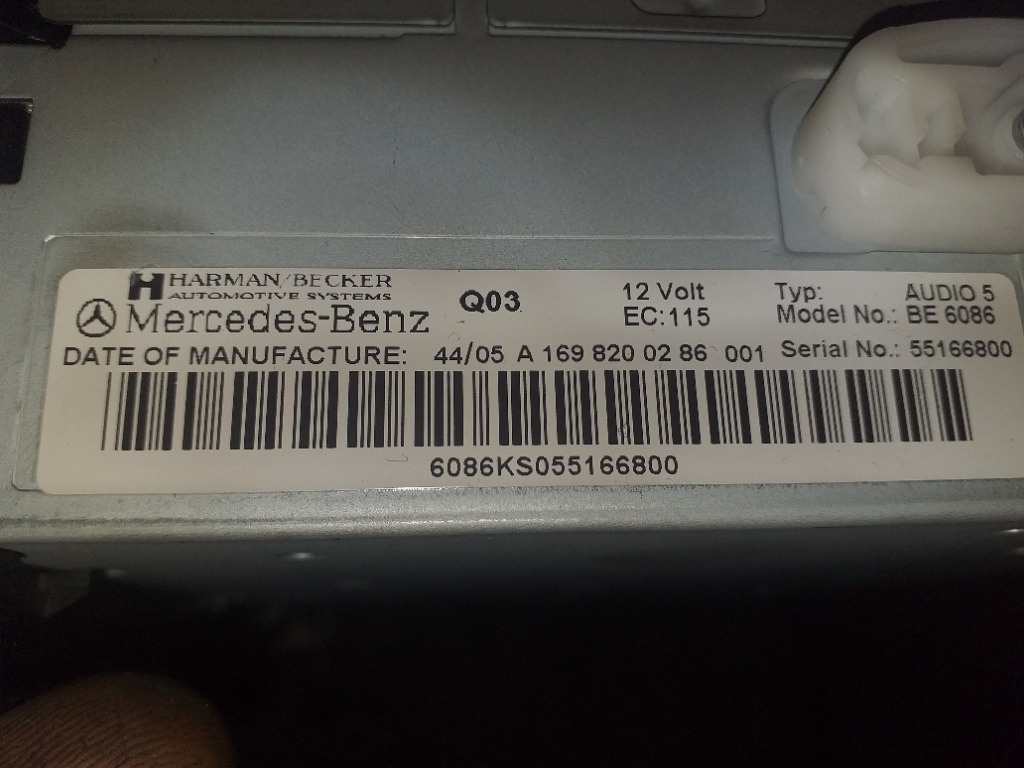 HARMAN/BECKER
AUTOMOTIVE SYSTEMS
Mercedes-Benz
Q03
12 Volt
EC:115
Typ: AUDIO 5
Model No.: BE 6086
DATE OF MANUFACTURE: 44/05 A 169 820 02 86 001 Serial No.: 55166800
6086KS055166800